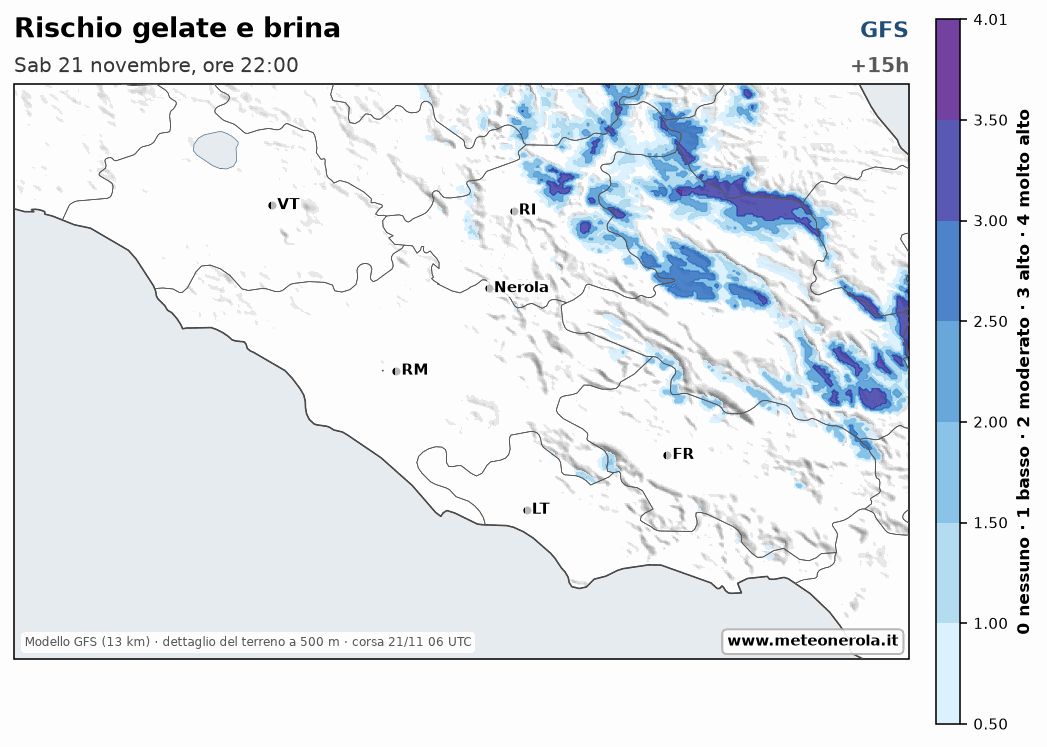 Rischio gelate e brina
GFS
Sab 21 novembre, ore 22:00
+15h
VT
RI
Nerola
RM
FR
LT
Modello GFS (13 km) · dettaglio del terreno a 500 m · corsa 21/11 06 UTC
www.meteonerola.it
4.01
3.50
3.00
2.50
2.00
1.50
1.00
0.50
0 nessuno · 1 basso · 2 moderato · 3 alto · 4 molto alto